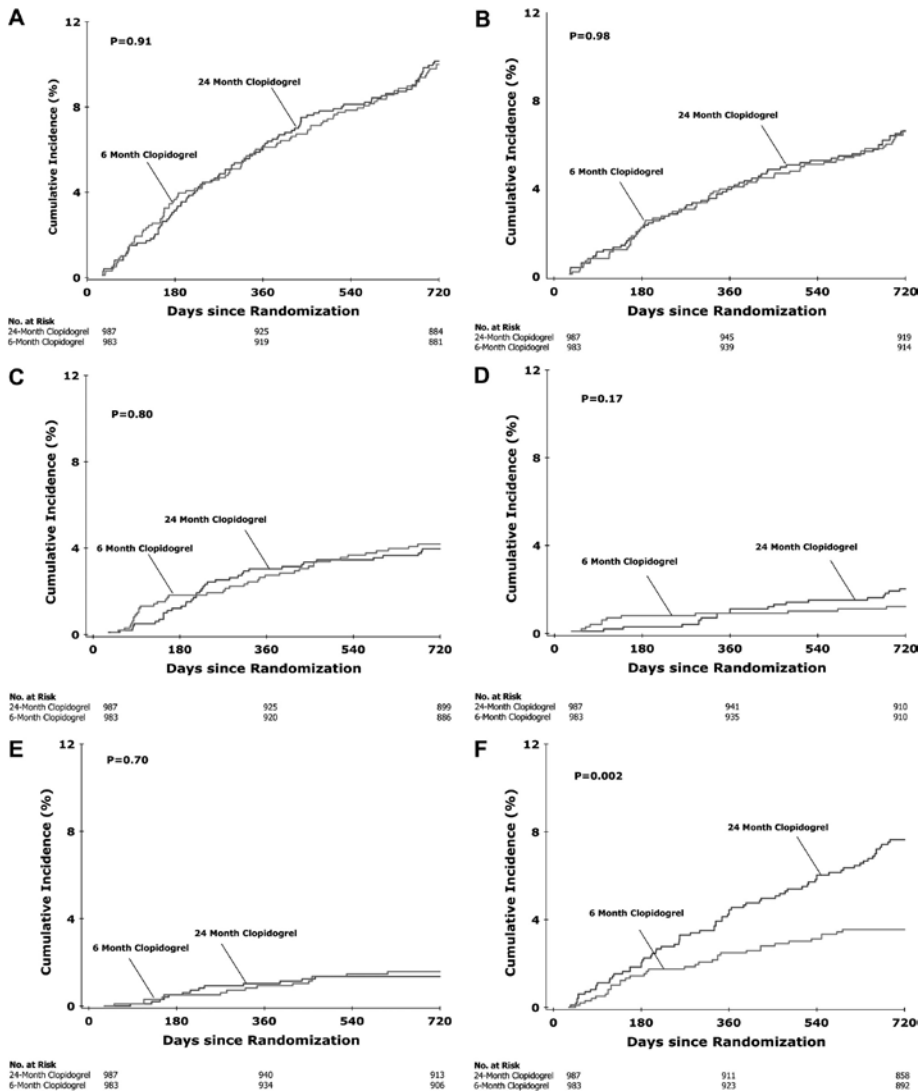 A
12
P=0.91
24 Month Clopidogrel
8
6 Month Clopidogrel
4
0
Cumulative Incidence (%)
0 180 360 540 720
Days since Randomization
No. at Risk
24-Month Clopidogrel 987 925 884
6-Month Clopidogrel 983 919 881
B
12
P=0.98
24 Month Clopidogrel
8
6 Month Clopidogrel
4
0
Cumulative Incidence (%)
0 180 360 540 720
Days since Randomization
No. at Risk
24-Month Clopidogrel 987 945 919
6-Month Clopidogrel 983 939 914
C
12
P=0.80
8
24 Month Clopidogrel
6 Month Clopidogrel
4
0
Cumulative Incidence (%)
0 180 360 540 720
Days since Randomization
No. at Risk
24-Month Clopidogrel 987 925 899
6-Month Clopidogrel 983 920 886
D
12
P=0.17
8
24 Month Clopidogrel
6 Month Clopidogrel
4
0
Cumulative Incidence (%)
0 180 360 540 720
Days since Randomization
No. at Risk
24-Month Clopidogrel 987 941 910
6-Month Clopidogrel 983 935 910
E
12
P=0.70
8
4
24 Month Clopidogrel
6 Month Clopidogrel
0
Cumulative Incidence (%)
0 180 360 540 720
Days since Randomization
No. at Risk
24-Month Clopidogrel 987 940 913
6-Month Clopidogrel 983 934 906
F
12
P=0.002
24 Month Clopidogrel
8
6 Month Clopidogrel
4
0
Cumulative Incidence (%)
0 180 360 540 720
Days since Randomization
No. at Risk
24-Month Clopidogrel 987 911 858
6-Month Clopidogrel 983 923 892